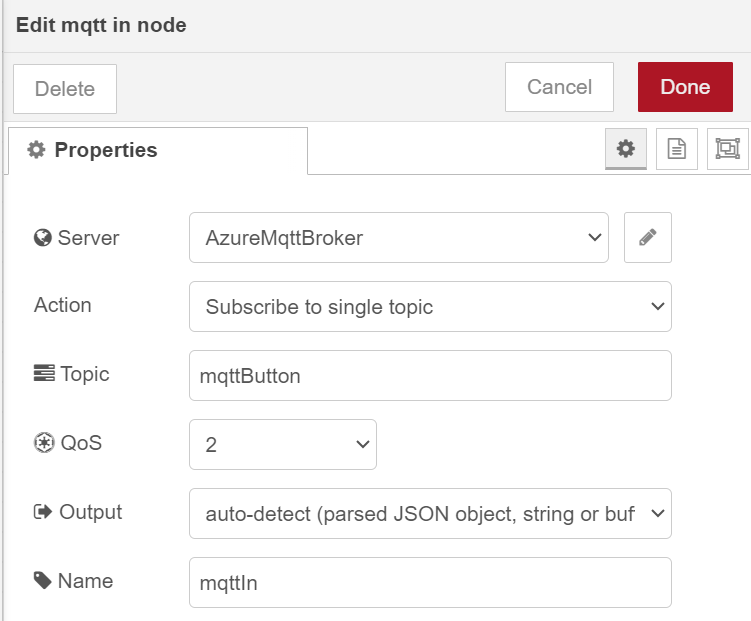 Edit mqtt in node
Delete
Cancel
Done
Properties
Server
AzureMqttBroker
Action
Subscribe to single topic
Topic
mqttButton
QoS
2
Output
auto-detect (parsed JSON object, string or buf
Name
mqttIn